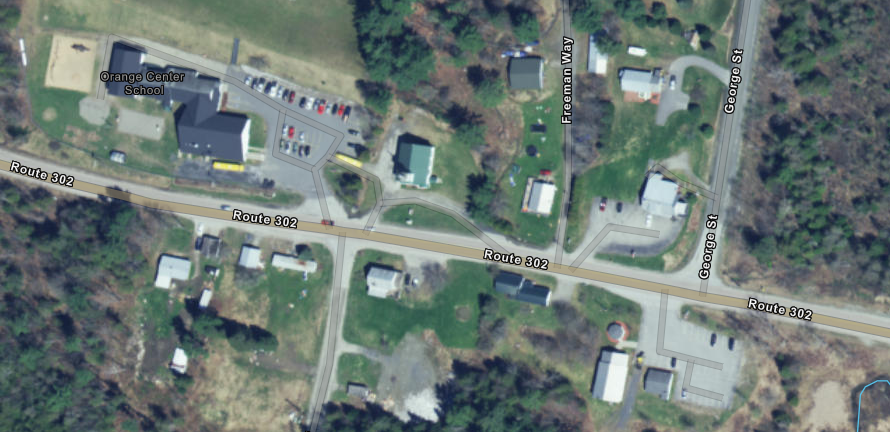 Orange Center
School
Route 302
Route 302
Route 302
Route 302
Freeman Way
George St
George St